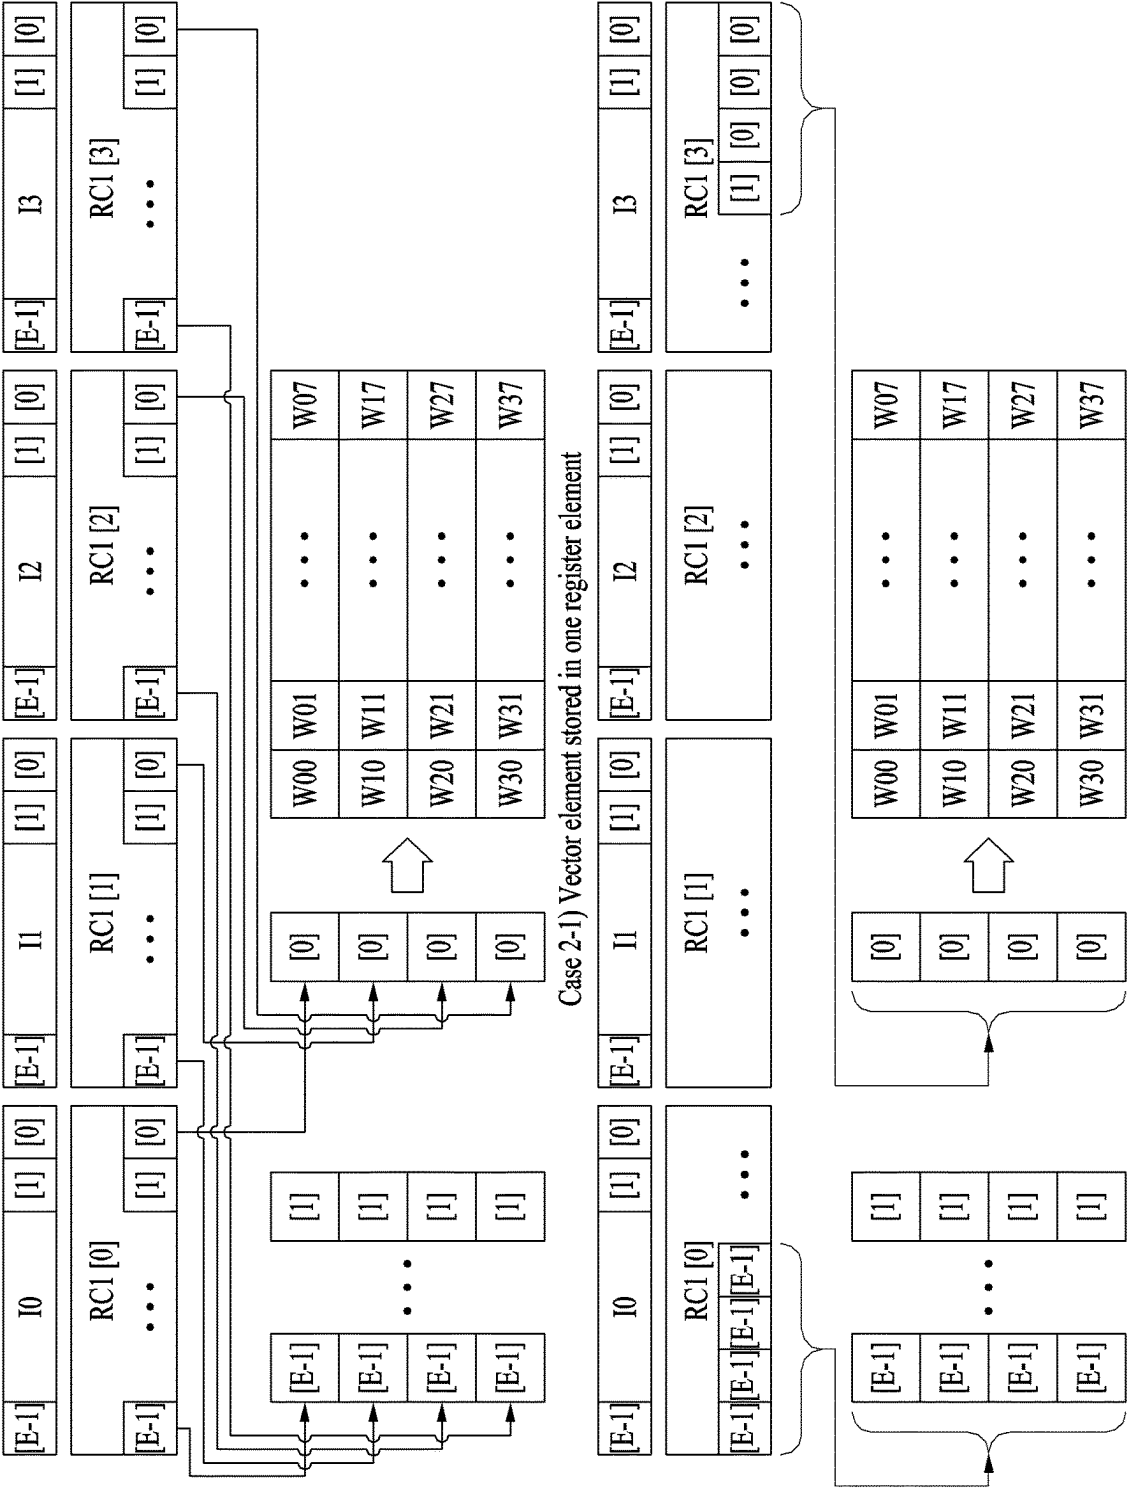 [E-1] I0 [1] [0] [E-1] I1 [1] [0] [E-1] I2 [1] [0] [E-1] I3 [1] [0]
RC1 [0] RC1 [1] RC1 [2] RC1 [3]
[E-1] ••• [1] [0] [E-1] ••• [1] [0] [E-1] ••• [1] [0] [E-1] ••• [1] [0]
[E-1] [1] [0] W00 W01 ••• W07
[E-1] [1] [0] W10 W11 ••• W17
•••
[E-1] [1] [0] W20 W21 ••• W27
[E-1] [1] [0] W30 W31 ••• W37
Case 2-1) Vector element stored in one register element
[E-1] I0 [1] [0] [E-1] I1 [1] [0] [E-1] I2 [1] [0] [E-1] I3 [1] [0]
RC1 [0] RC1 [1] RC1 [2] RC1 [3]
[E-1] [E-1] [E-1] [E-1] ••• ••• ••• ••• [1] [0] [0] [0]
[E-1] [1] [0] W00 W01 ••• W07
[E-1] [1] [0] W10 W11 ••• W17
•••
[E-1] [1] [0] W20 W21 ••• W27
[E-1] [1] [0] W30 W31 ••• W37